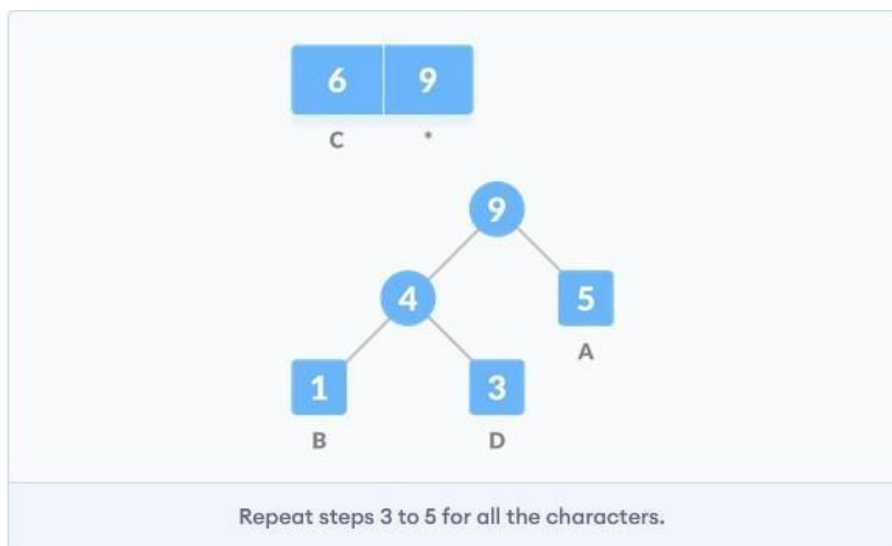 6 9
C *
9
4 5
A
1 3
B D
Repeat steps 3 to 5 for all the characters.